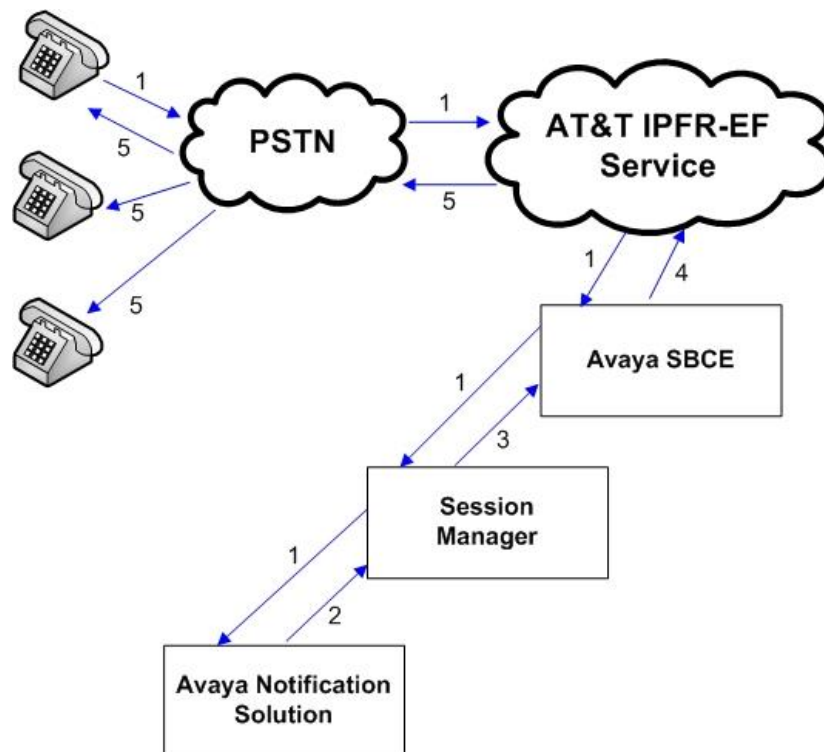 1
1
PSTN
AT&T IPFR-EF
Service
5
5
5
5
1
4
Avaya SBCE
1
3
Session
Manager
1
2
Avaya Notification
Solution